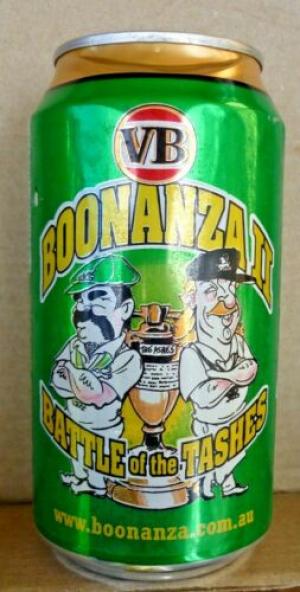 VB
BOONANZA II
THE ASHES
BATTLE of the TASHES
www.boonanza.com.au